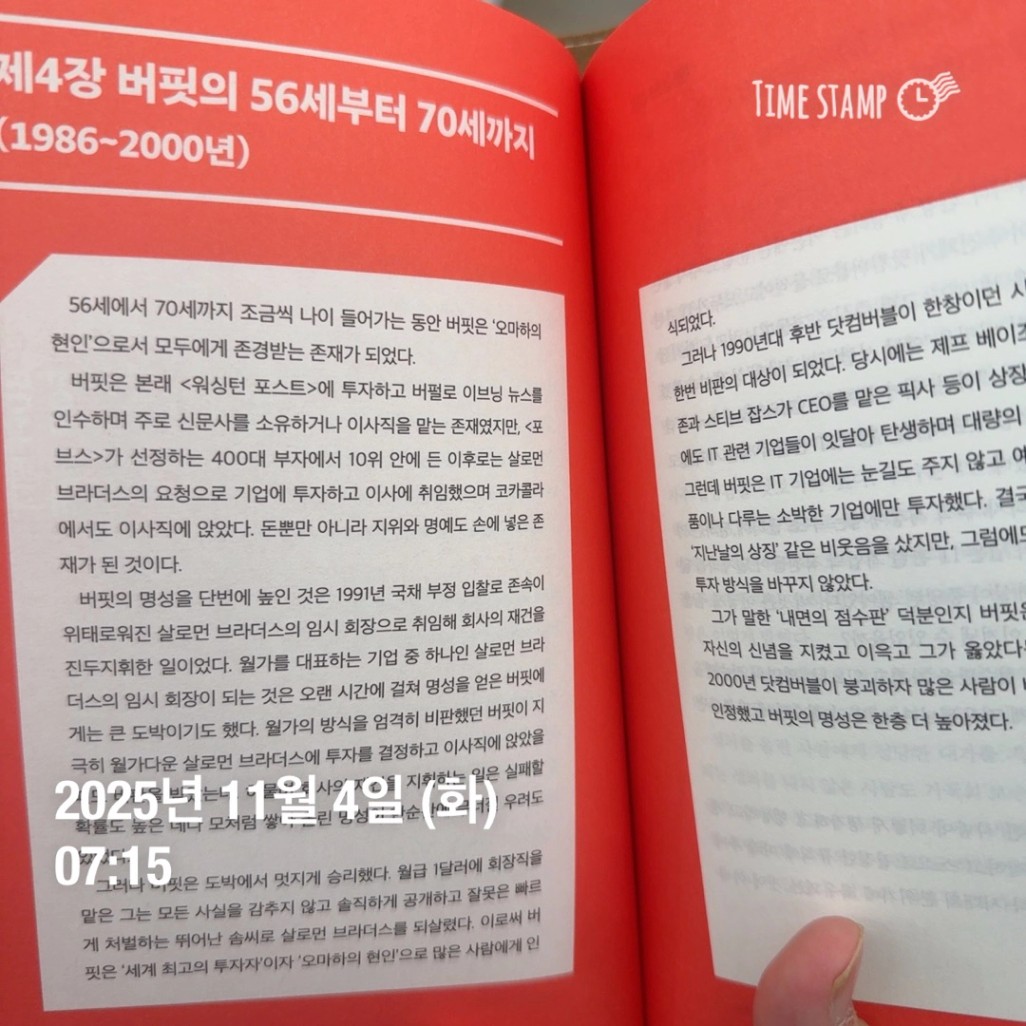 제4장 버핏의 56세부터 70세까지
(1986~2000년)
56세에서 70세까지 조금씩 나이 들어가는 동안 버핏은 '오마하의
현인'으로서 모두에게 존경받는 존재가 되었다.
버핏은 본래 <워싱턴 포스트>에 투자하고 버펄로 이브닝 뉴스를
인수하며 주로 신문사를 소유하거나 이사직을 맡는 존재였지만, <포
브스>가 선정하는 400대 부자에서 10위 안에 든 이후로는 살로먼
브라더스의 요청으로 기업에 투자하고 이사에 취임했으며 코카콜라
에서도 이사직에 앉았다. 돈뿐만 아니라 지위와 명예도 손에 넣은 존
재가 된 것이다.
버핏의 명성을 단번에 높인 것은 1991년 국채 부정 입찰로 존속이
위태로워진 살로먼 브라더스의 임시 회장으로 취임해 회사의 재건을
진두지휘한 일이었다. 월가를 대표하는 기업 중 하나인 살로먼 브라
더스의 임시 회장이 되는 것은 오랜 시간에 걸쳐 명성을 얻은 버핏에
게는 큰 도박이기도 했다. 월가의 방식을 엄격히 비판했던 버핏이 지
극히 월가다운 살로먼 브라더스에 투자를 결정하고 이사직에 앉았을
지휘하는 일은 실패할
확률도 높은 데다 우려도
그러나 버핏은 도박에서 멋지게 승리했다. 월급 1달러에 회장직을
맡은 그는 모든 사실을 감추지 않고 솔직하게 공개하고 잘못은 빠르
게 처벌하는 뛰어난 솜씨로 살로먼 브라더스를 되살렸다. 이로써 버
핏은 '세계 최고의 투자자'이자 '오마하의 현인'으로 많은 사람에게 인
2025년 11월 4일 (화)
07:15
TIME STAMP
식되었다.
그러나 1990년대 후반 닷컴버블이 한창이던
한번 비판의 대상이 되었다. 당시에는 제프 베이즈
존과 스티브 잡스가 CEO를 맡은 픽사 등이 상장
에도 IT 관련 기업들이 잇달아 탄생하며 대량의
그런데 버핏은 IT 기업에는 눈길도 주지 않고
품이나 다루는 소박한 기업에만 투자했다. 결국
'지난날의 상징' 같은 비웃음을 샀지만, 그럼에도
투자 방식을 바꾸지 않았다.
그가 말한 '내면의 점수판' 덕분인지 버핏은
자신의 신념을 지켰고 이윽고 그가 옳았다
2000년 닷컴버블이 붕괴하자 많은 사람이
인정했고 버핏의 명성은 한층 더 높아졌다.